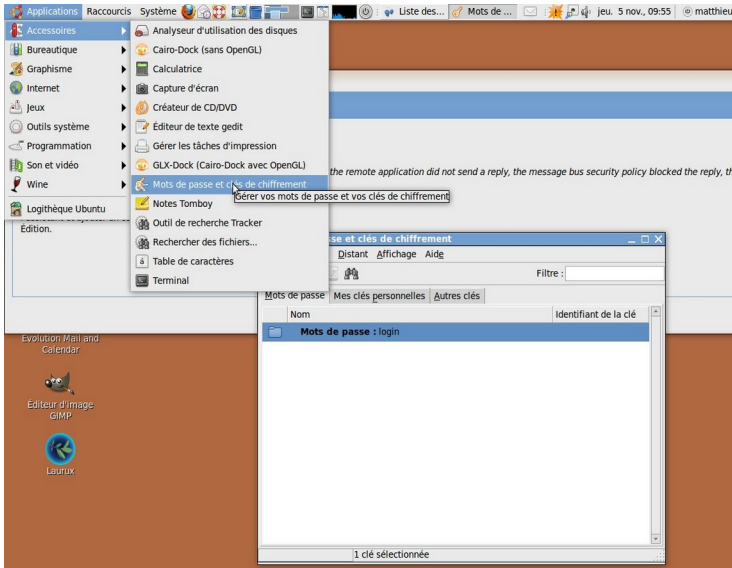 Applications Raccourcis Système Liste des... Mots de ... jeu. 5 nov., 09:55 matthieu
Accessoires
Bureautique
Graphisme
Internet
Jeux
Outils système
Programmation
Son et vidéo
Wine
Logithèque Ubuntu
Analyseur d'utilisation des disques
Cairo-Dock (sans OpenGL)
Calculatrice
Capture d'écran
Créateur de CD/DVD
Éditeur de texte gedit
Gérer les tâches d'impression
GLX-Dock (Cairo-Dock avec OpenGL)
Mots de passe et clés de chiffrement
Notes Tomboy
Outil de recherche Tracker
Rechercher des fichiers...
Table de caractères
Terminal
Gérer vos mots de passe et vos clés de chiffrement
the remote application did not send a reply, the message bus security policy blocked the reply, th
Édition.
sse et clés de chiffrement
Distant Affichage Aide
Filtre :
Mots de passe Mes clés personnelles Autres clés
Nom Identifiant de la clé
Mots de passe : login
1 clé sélectionnée
Evolution Mail and
Calendar
Éditeur d'image
GIMP
Laurux